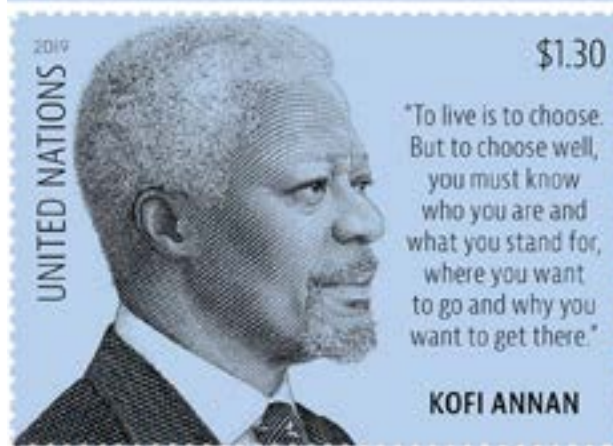 2019
UNITED NATIONS
$1.30
"To live is to choose.
But to choose well,
you must know
who you are and
what you stand for,
where you want
to go and why you
want to get there."
KOFI ANNAN